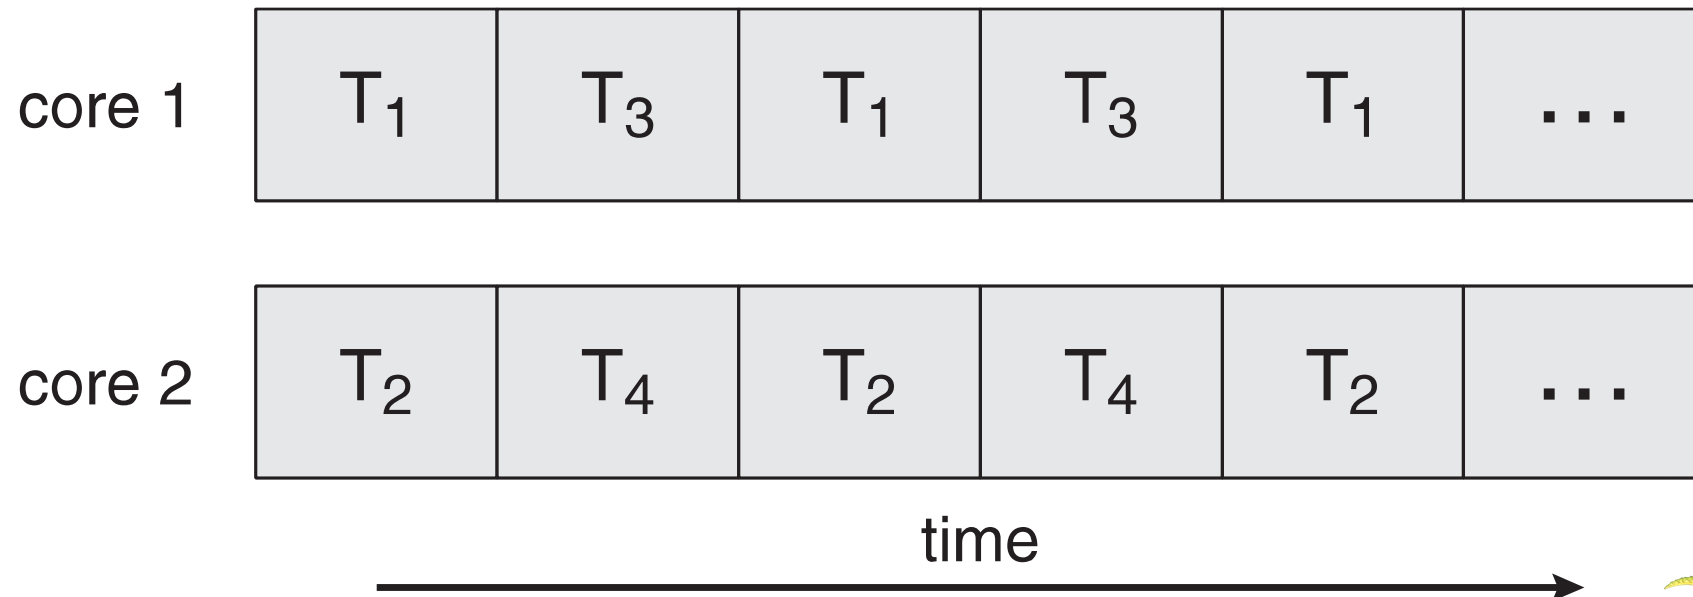 core 1 T₁ T₃ T₁ T₃ T₁ ...
core 2 T₂ T₄ T₂ T₄ T₂ ...
time